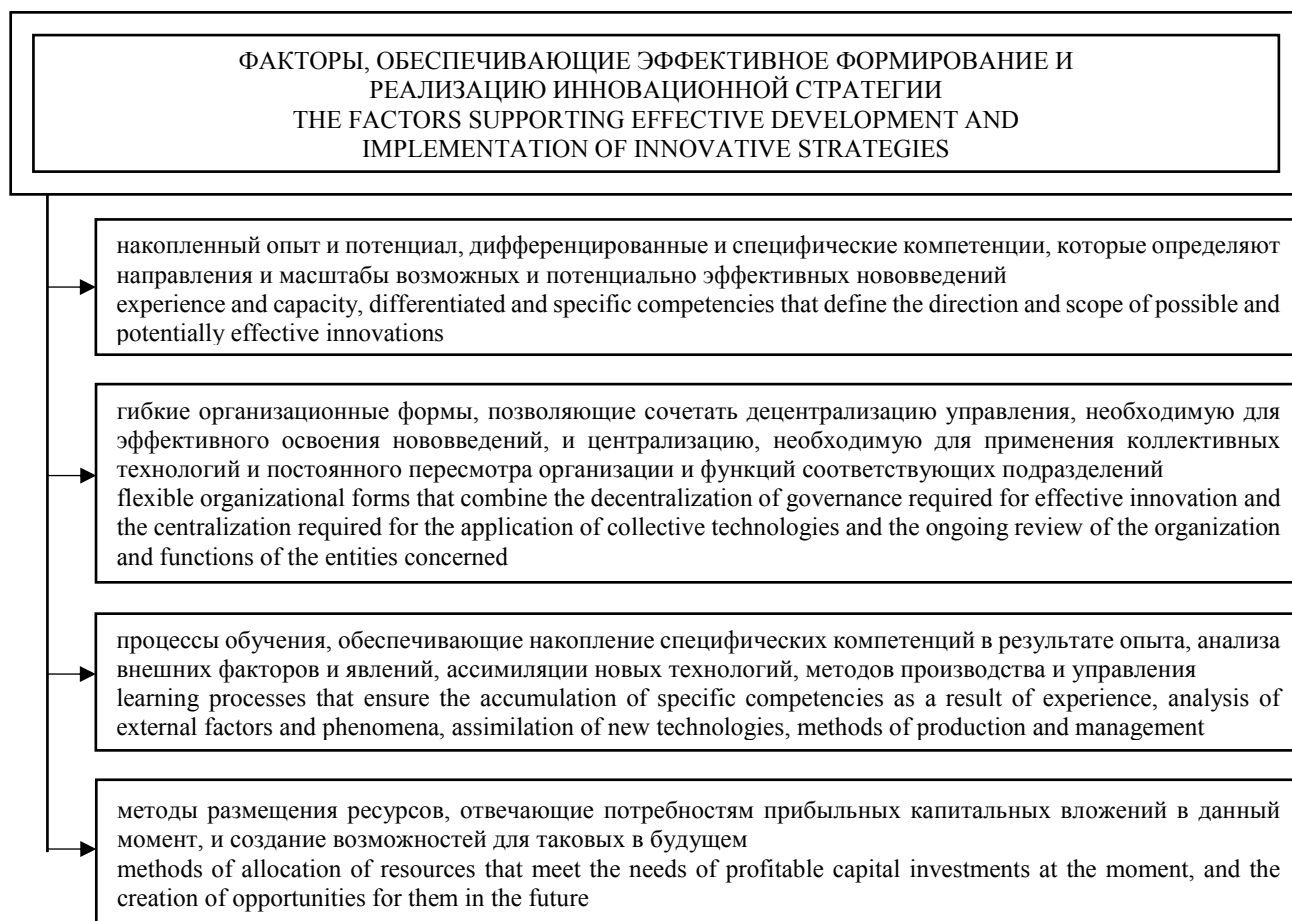 ФАКТОРЫ, ОБЕСПЕЧИВАЮЩИЕ ЭФФЕКТИВНОЕ ФОРМИРОВАНИЕ И
РЕАЛИЗАЦИЮ ИННОВАЦИОННОЙ СТРАТЕГИИ
THE FACTORS SUPPORTING EFFECTIVE DEVELOPMENT AND
IMPLEMENTATION OF INNOVATIVE STRATEGIES
накопленный опыт и потенциал, дифференцированные и специфические компетенции, которые определяют
направления и масштабы возможных и потенциально эффективных нововведений
experience and capacity, differentiated and specific competencies that define the direction and scope of possible and
potentially effective innovations
гибкие организационные формы, позволяющие сочетать децентрализацию управления, необходимую для
эффективного освоения нововведений, и централизацию, необходимую для применения коллективных
технологий и постоянного пересмотра организации и функций соответствующих подразделений
flexible organizational forms that combine the decentralization of governance required for effective innovation and
the centralization required for the application of collective technologies and the ongoing review of the organization
and functions of the entities concerned
процессы обучения, обеспечивающие накопление специфических компетенций в результате опыта, анализа
внешних факторов и явлений, ассимиляции новых технологий, методов производства и управления
learning processes that ensure the accumulation of specific competencies as a result of experience, analysis of
external factors and phenomena, assimilation of new technologies, methods of production and management
методы размещения ресурсов, отвечающие потребностям прибыльных капитальных вложений в данный
момент, и создание возможностей для таковых в будущем
methods of allocation of resources that meet the needs of profitable capital investments at the moment, and the
creation of opportunities for them in the future